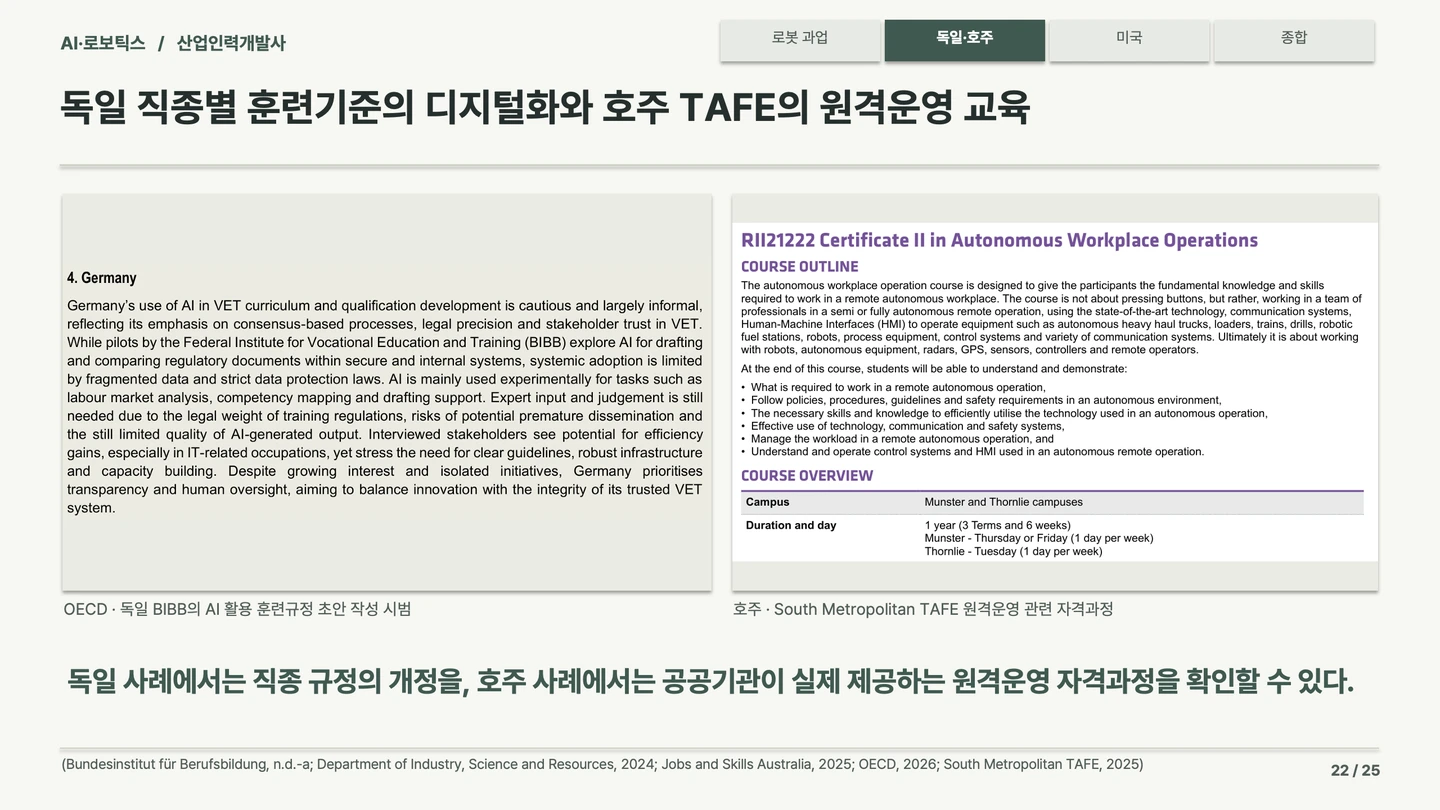 AI·로보틱스 / 산업인력개발사
로봇 과업
독일·호주
미국
종합
독일 직종별 훈련기준의 디지털화와 호주 TAFE의 원격운영 교육
4. Germany
Germany’s use of AI in VET curriculum and qualification development is cautious and largely informal,
reflecting its emphasis on consensus-based processes, legal precision and stakeholder trust in VET.
While pilots by the Federal Institute for Vocational Education and Training (BIBB) explore AI for drafting
and comparing regulatory documents within secure and internal systems, systemic adoption is limited
by fragmented data and strict data protection laws. AI is mainly used experimentally for tasks such as
labour market analysis, competency mapping and drafting support. Expert input and judgement is still
needed due to the legal weight of training regulations, risks of potential premature dissemination and
the still limited quality of AI-generated output. Interviewed stakeholders see potential for efficiency
gains, especially in IT-related occupations, yet stress the need for clear guidelines, robust infrastructure
and capacity building. Despite growing interest and isolated initiatives, Germany prioritises
transparency and human oversight, aiming to balance innovation with the integrity of its trusted VET
system.
OECD · 독일 BIBB의 AI 활용 훈련규정 초안 작성 시범
RII21222 Certificate II in Autonomous Workplace Operations
COURSE OUTLINE
The autonomous workplace operation course is designed to give the participants the fundamental knowledge and skills
required to work in a remote autonomous workplace. The course is not about pressing buttons, but rather, working in a team of
professionals in a semi or fully autonomous remote operation, using the state-of-the-art technology, communication systems,
Human-Machine Interfaces (HMI) to operate equipment such as autonomous heavy haul trucks, loaders, trains, drills, robotic
fuel stations, robots, process equipment, control systems and variety of communication systems. Ultimately it is about working
with robots, autonomous equipment, radars, GPS, sensors, controllers and remote operators.
At the end of this course, students will be able to understand and demonstrate:
• What is required to work in a remote autonomous operation,
• Follow policies, procedures, guidelines and safety requirements in an autonomous environment,
• The necessary skills and knowledge to efficiently utilise the technology used in an autonomous operation,
• Effective use of technology, communication and safety systems,
• Manage the workload in a remote autonomous operation, and
• Understand and operate control systems and HMI used in an autonomous remote operation.
COURSE OVERVIEW
Campus Munster and Thornlie campuses
Duration and day 1 year (3 Terms and 6 weeks)
Munster - Thursday or Friday (1 day per week)
Thornlie - Tuesday (1 day per week)
호주 · South Metropolitan TAFE 원격운영 관련 자격과정
독일 사례에서는 직종 규정의 개정을, 호주 사례에서는 공공기관이 실제 제공하는 원격운영 자격과정을 확인할 수 있다.
(Bundesinstitut für Berufsbildung, n.d.-a; Department of Industry, Science and Resources, 2024; Jobs and Skills Australia, 2025; OECD, 2026; South Metropolitan TAFE, 2025)
22 / 25